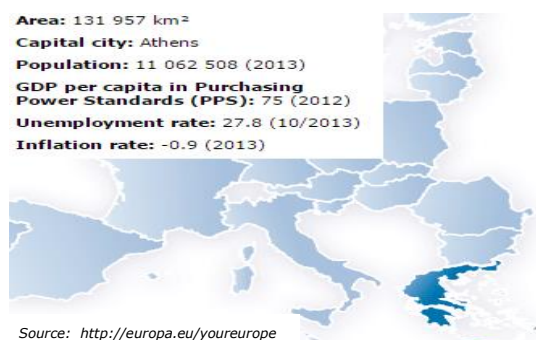 Area: 131 957 km²
Capital city: Athens
Population: 11 062 508 (2013)
GDP per capita in Purchasing
Power Standards (PPS): 75 (2012)
Unemployment rate: 27.8 (10/2013)
Inflation rate: -0.9 (2013)
Source: http://europa.eu/youreurope